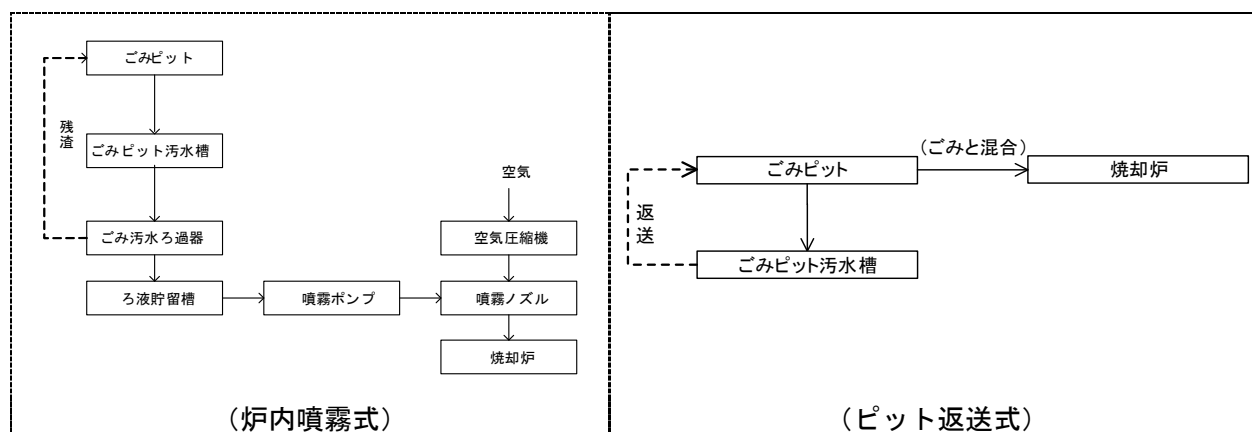 ごみピット
残渣
ごみピット汚水槽
空気
ごみ汚水ろ過器
空気圧縮機
ろ液貯留槽
噴霧ポンプ
噴霧ノズル
焼却炉
（炉内噴霧式）
（ごみと混合）
ごみピット
焼却炉
返送
ごみピット汚水槽
（ピット返送式）